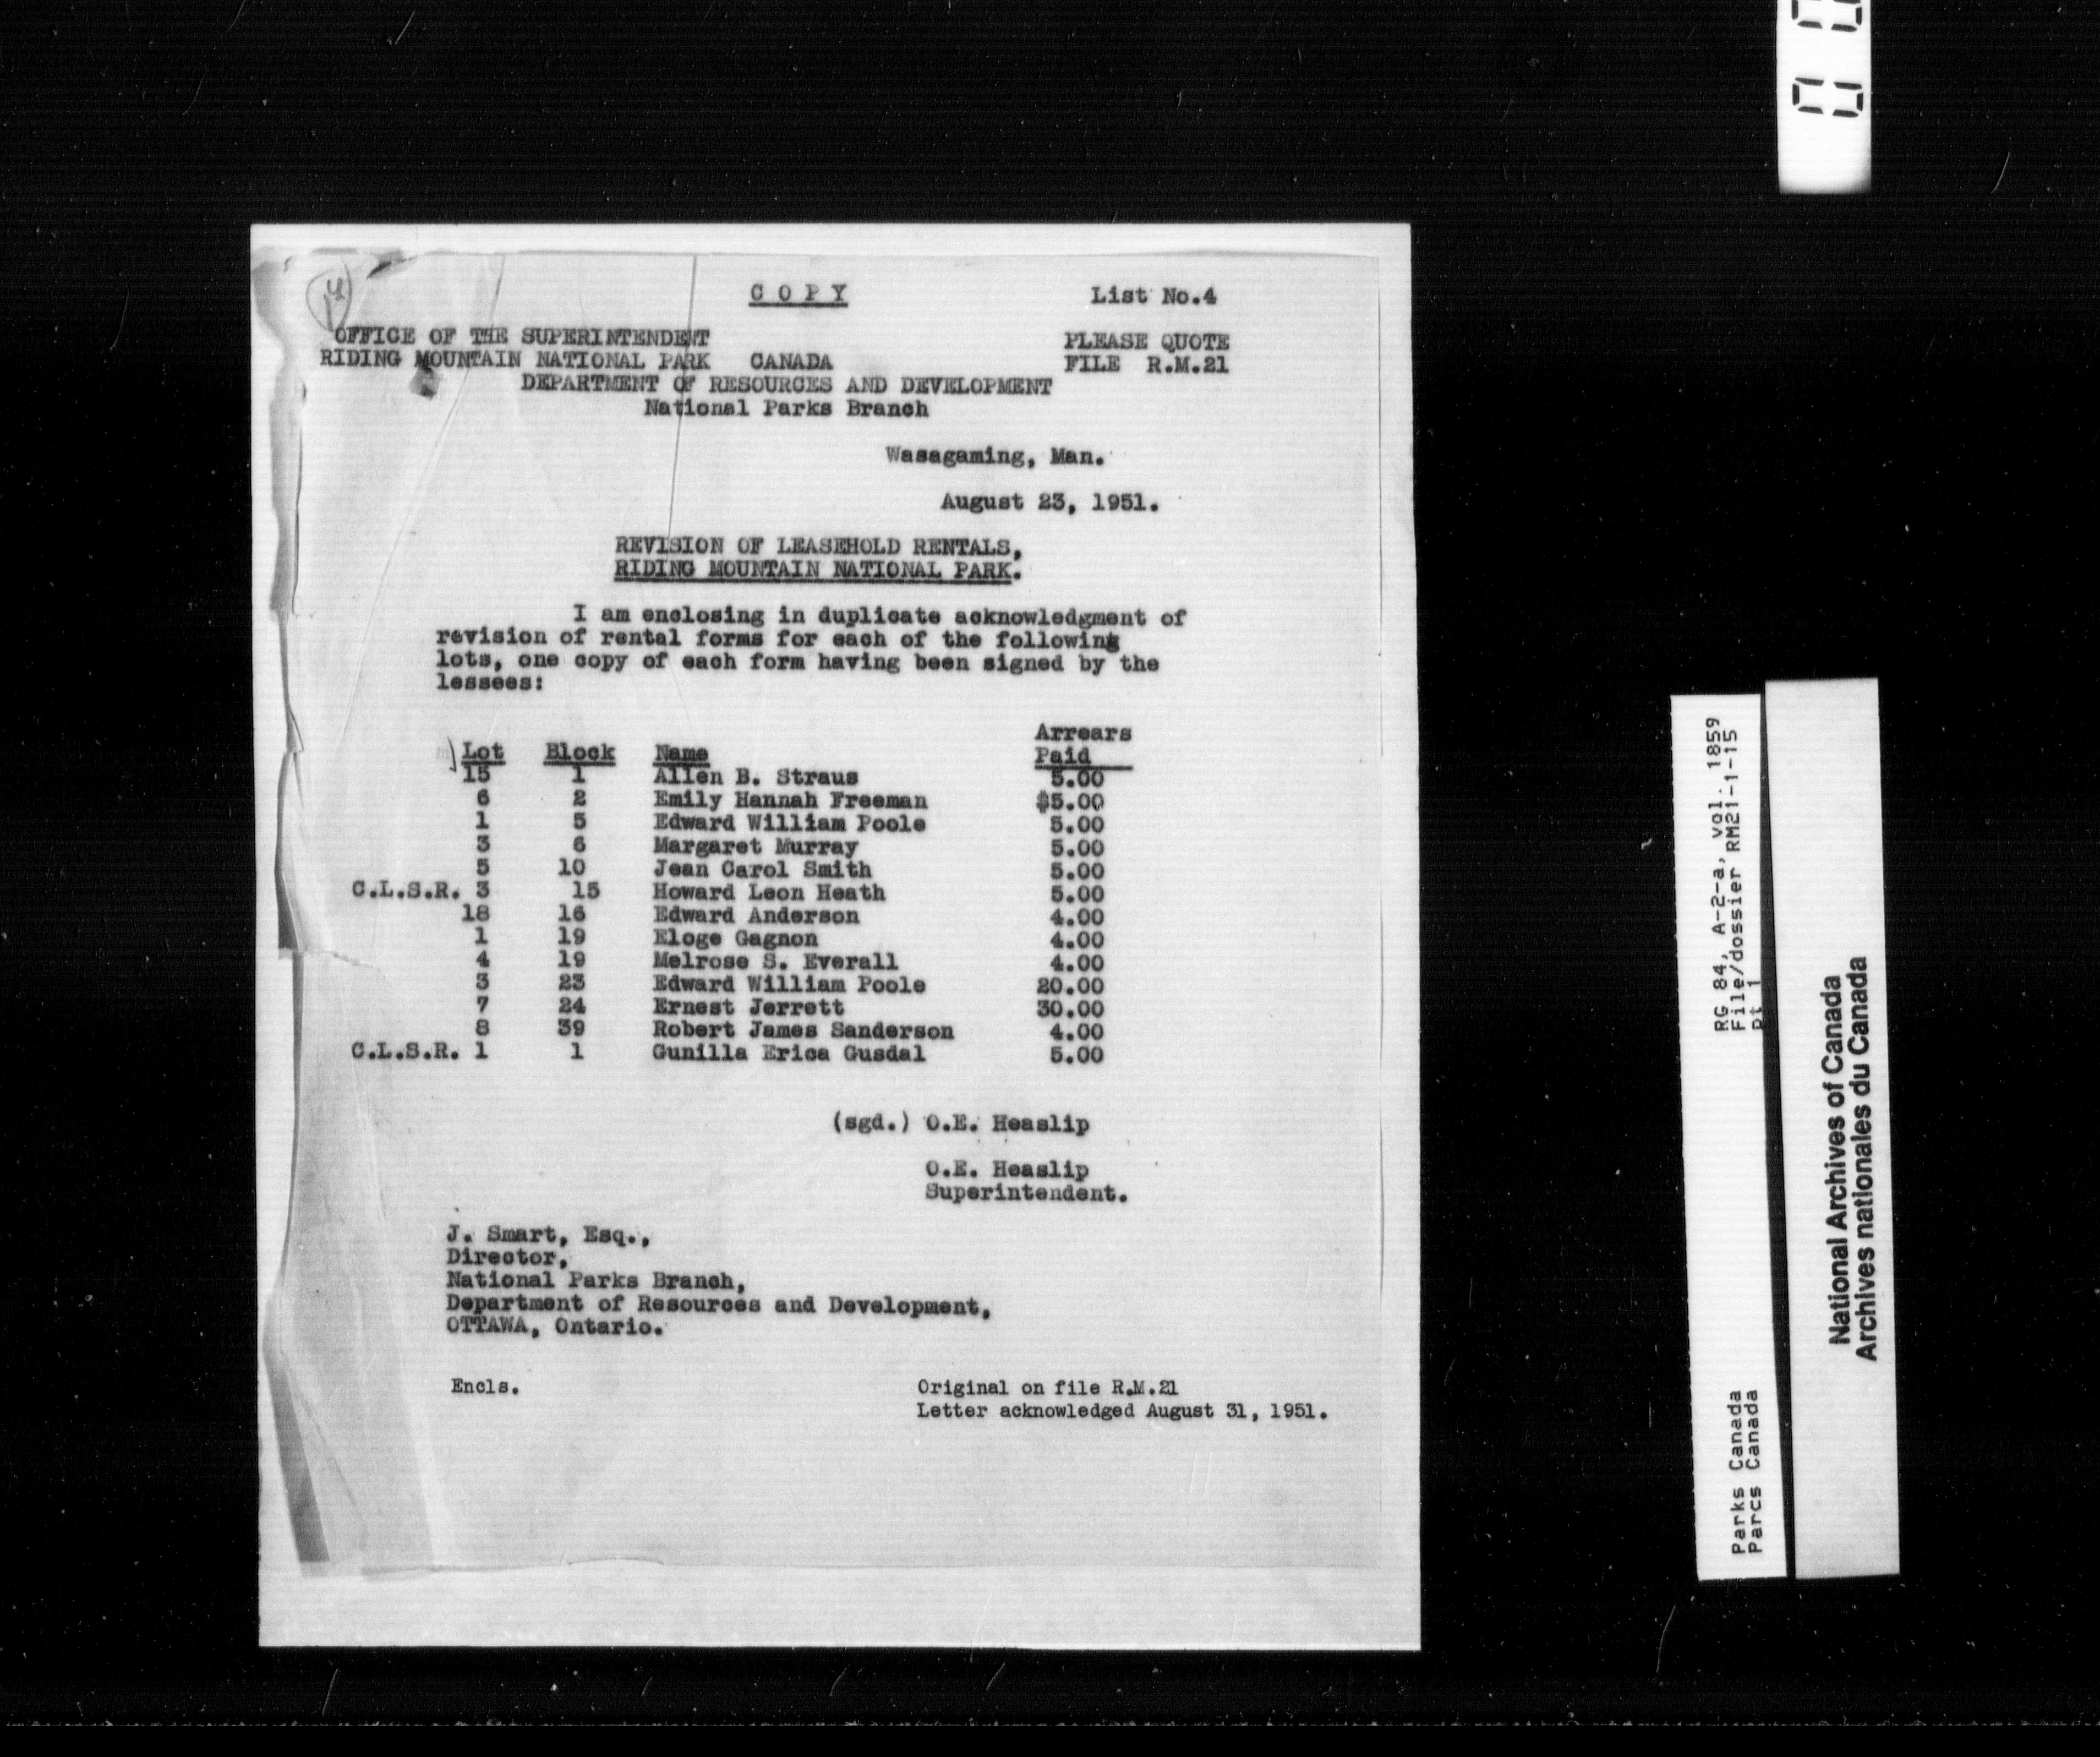 C O P Y
List No.4
OFFICE OF THE SUPERINTENDENT
PLEASE QUOTE
RIDING MOUNTAIN NATIONAL PARK CANADA
FILE R.M.21
DEPARTMENT OF RESOURCES AND DEVELOPMENT
National Parks Branch
Wasagaming, Man.
August 23, 1951.
REVISION OF LEASEHOLD RENTALS,
RIDING MOUNTAIN NATIONAL PARK.
I am enclosing in duplicate acknowledgment of
revision of rental forms for each of the following
lots, one copy of each form having been signed by the
lessees:
Arrears
Lot Block Name Paid
15 1 Allen B. Straus 5.00
6 2 Emily Hannah Freeman $5.00
1 5 Edward William Poole 5.00
3 6 Margaret Murray 5.00
5 10 Jean Carol Smith 5.00
C.L.S.R. 3 15 Howard Leon Heath 5.00
18 16 Edward Anderson 4.00
1 19 Eloge Gagnon 4.00
4 19 Melrose S. Everall 4.00
3 23 Edward William Poole 20.00
7 24 Ernest Jerrett 30.00
8 39 Robert James Sanderson 4.00
C.L.S.R. 1 1 Gunilla Erica Gusdal 5.00
(sgd.) O.E. Heaslip
O.E. Heaslip
Superintendent.
J. Smart, Esq.,
Director,
National Parks Branch,
Department of Resources and Development,
OTTAWA, Ontario.
Encls.
Original on file R.M.21
Letter acknowledged August 31, 1951.
RG 84, A-2-a, vol. 1859
File/dossier RM21-1-15
pt 1
Parks Canada
Parcs Canada
National Archives of Canada
Archives nationales du Canada